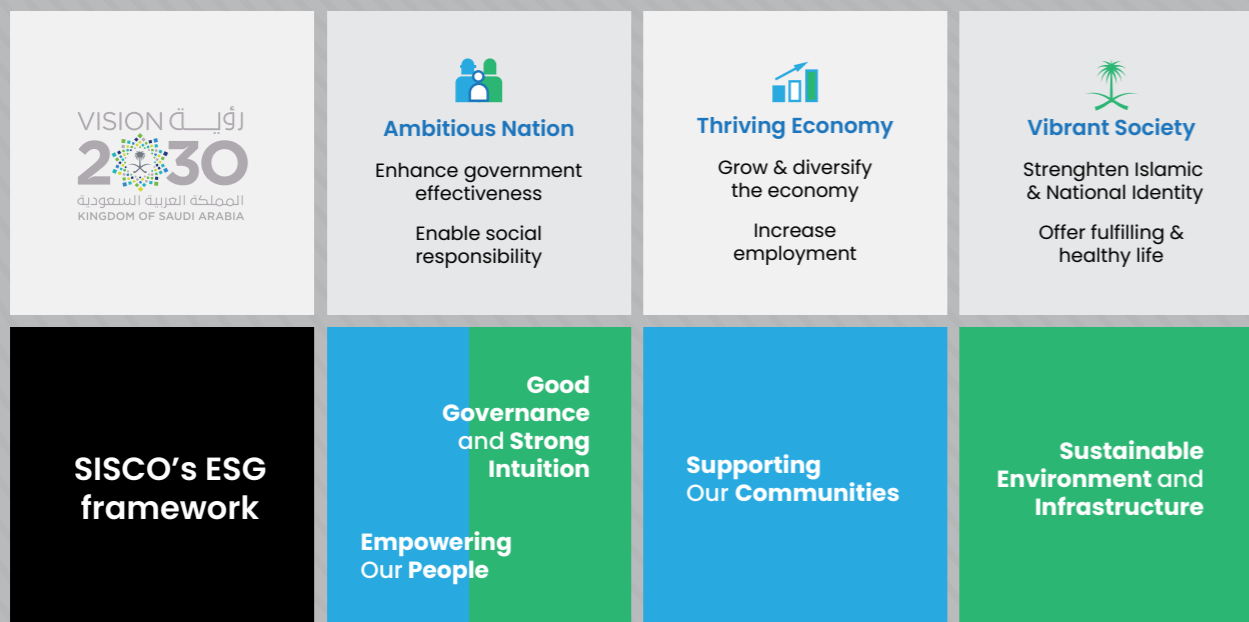 VISION رؤيــة
2030
المملكة العربية السعودية
KINGDOM OF SAUDI ARABIA
Ambitious Nation
Enhance government
effectiveness
Enable social
responsibility
Thriving Economy
Grow & diversify
the economy
Increase
employment
Vibrant Society
Strenghten Islamic
& National Identity
Offer fulfilling &
healthy life
SISCO’s ESG
framework
Good
Governance
and Strong
Intuition
Empowering
Our People
Supporting
Our Communities
Sustainable
Environment and
Infrastructure